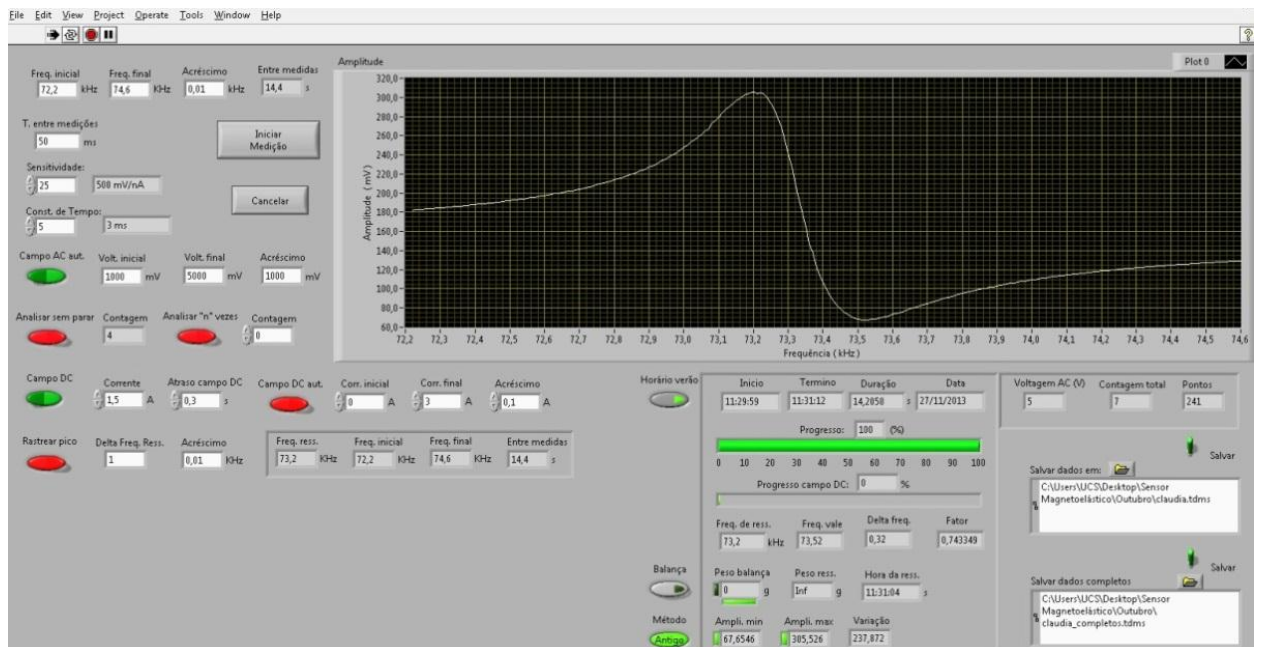 File Edit View Project Operate Tools Window Help
Freq. inicial Freq. final Acréscimo Entre medidas
72,2 kHz 74,6 KHz 0,01 kHz 14,4 s
T. entre medições
50 ms
Iniciar
Medição
Sensitividade:
25 500 mV/nA
Cancelar
Const. de Tempo:
5 3 ms
Campo AC aut. Volt. inicial Volt. final Acréscimo
1000 mV 5000 mV 1000 mV
Analisar sem parar Contagem Analisar "n" vezes Contagem
4 0
Amplitude Plot 0
Amplitude (mV)
320,0
300,0
280,0
260,0
240,0
220,0
200,0
180,0
160,0
140,0
120,0
100,0
80,0
60,0
72,2 72,3 72,4 72,5 72,6 72,7 72,8 72,9 73,0 73,1 73,2 73,3 73,4 73,5 73,6 73,7 73,8 73,9 74,0 74,1 74,2 74,3 74,4 74,5 74,6
Frequência (kHz)
Campo DC Corrente Atraso campo DC Campo DC aut. Corr. inicial Corr. final Acréscimo
1,5 A 0,3 s 0 A 3 A 0,1 A
Rastrear pico Delta Freq. Ress. Acréscimo
1 0,01 KHz
Freq. ress. Freq. inicial Freq. final Entre medidas
73,2 KHz 72,2 KHz 74,6 KHz 14,4 s
Horário verão
Inicio Termino Duração Data
11:29:59 11:31:12 14,2058 s 27/11/2013
Progresso: 100 (%)
0 10 20 30 40 50 60 70 80 90 100
Progresso campo DC: 0 %
Freq. de ress. Freq. vale Delta freq. Fator
73,2 kHz 73,52 0,32 0,743349
Balança
Peso balança Peso ress. Hora da ress.
0 g Inf g 11:31:04 s
Método
Antigo
Ampli. min Ampli. max Variação
67,6546 305,526 237,872
Voltagem AC (V) Contagem total Pontos
5 7 241
Salvar
Salvar dados em:
C:\Users\UCS\Desktop\Sensor
Magnetoelástico\Outubro\claudia.tdms
Salvar
Salvar dados completos
C:\Users\UCS\Desktop\Sensor
Magnetoelástico\Outubro\
claudia_completos.tdms